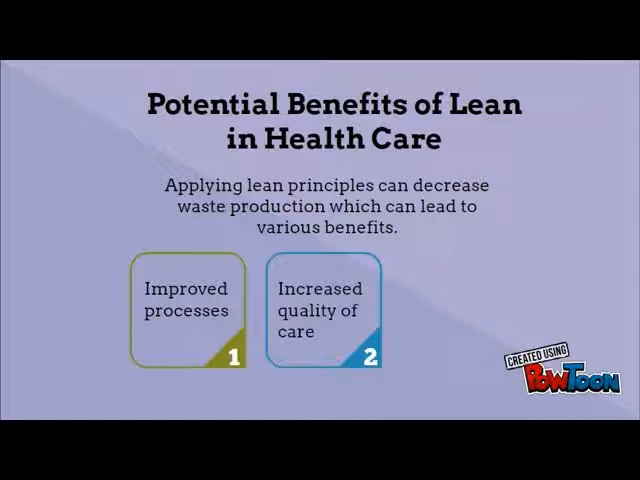 Potential Benefits of Lean
in Health Care
Applying lean principles can decrease
waste production which can lead to
various benefits.
Improved
processes
1
Increased
quality of
care
2
CREATED USING
POWTOON